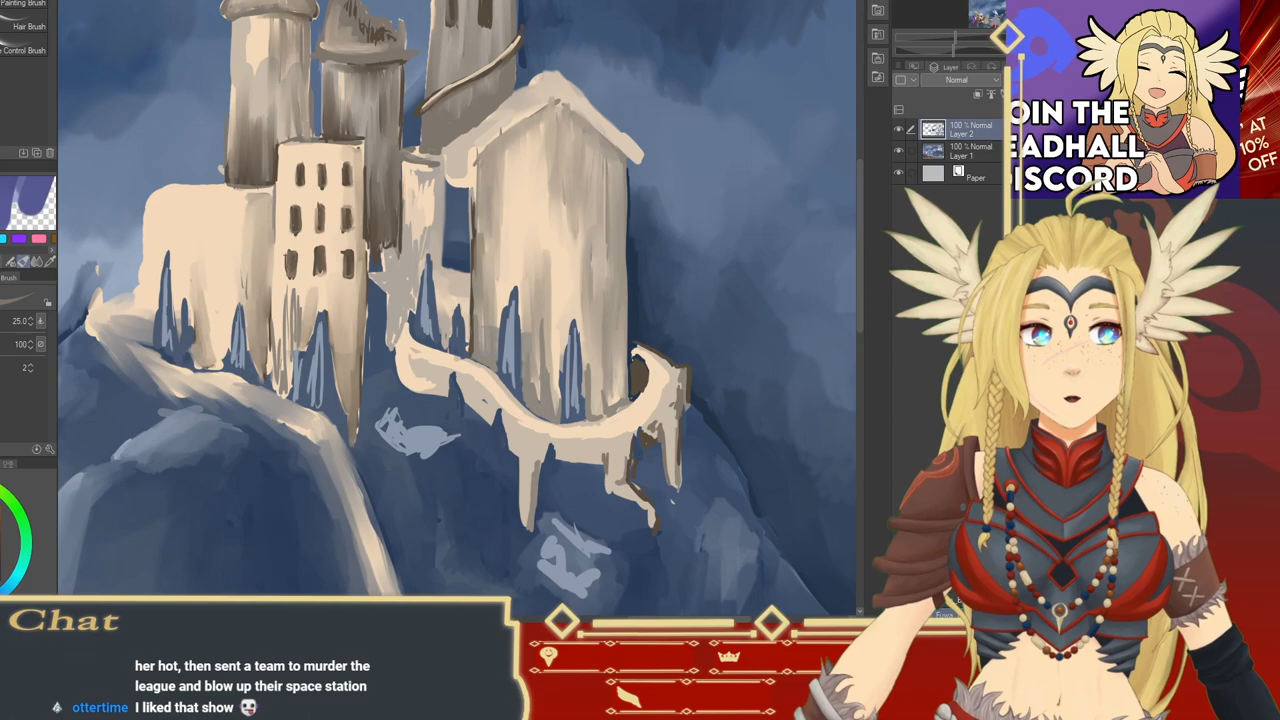 Painting Brush
Hair Brush
Control Brush
Brush
25.0
100
2
Layer
Normal
100 % Normal
Layer 2
100 % Normal
Layer 1
Paper
OIN THE
EADHALL
ISCORD
AT
10%
OFF
Chat
her hot, then sent a team to murder the
league and blow up their space station
ottertime I liked that show